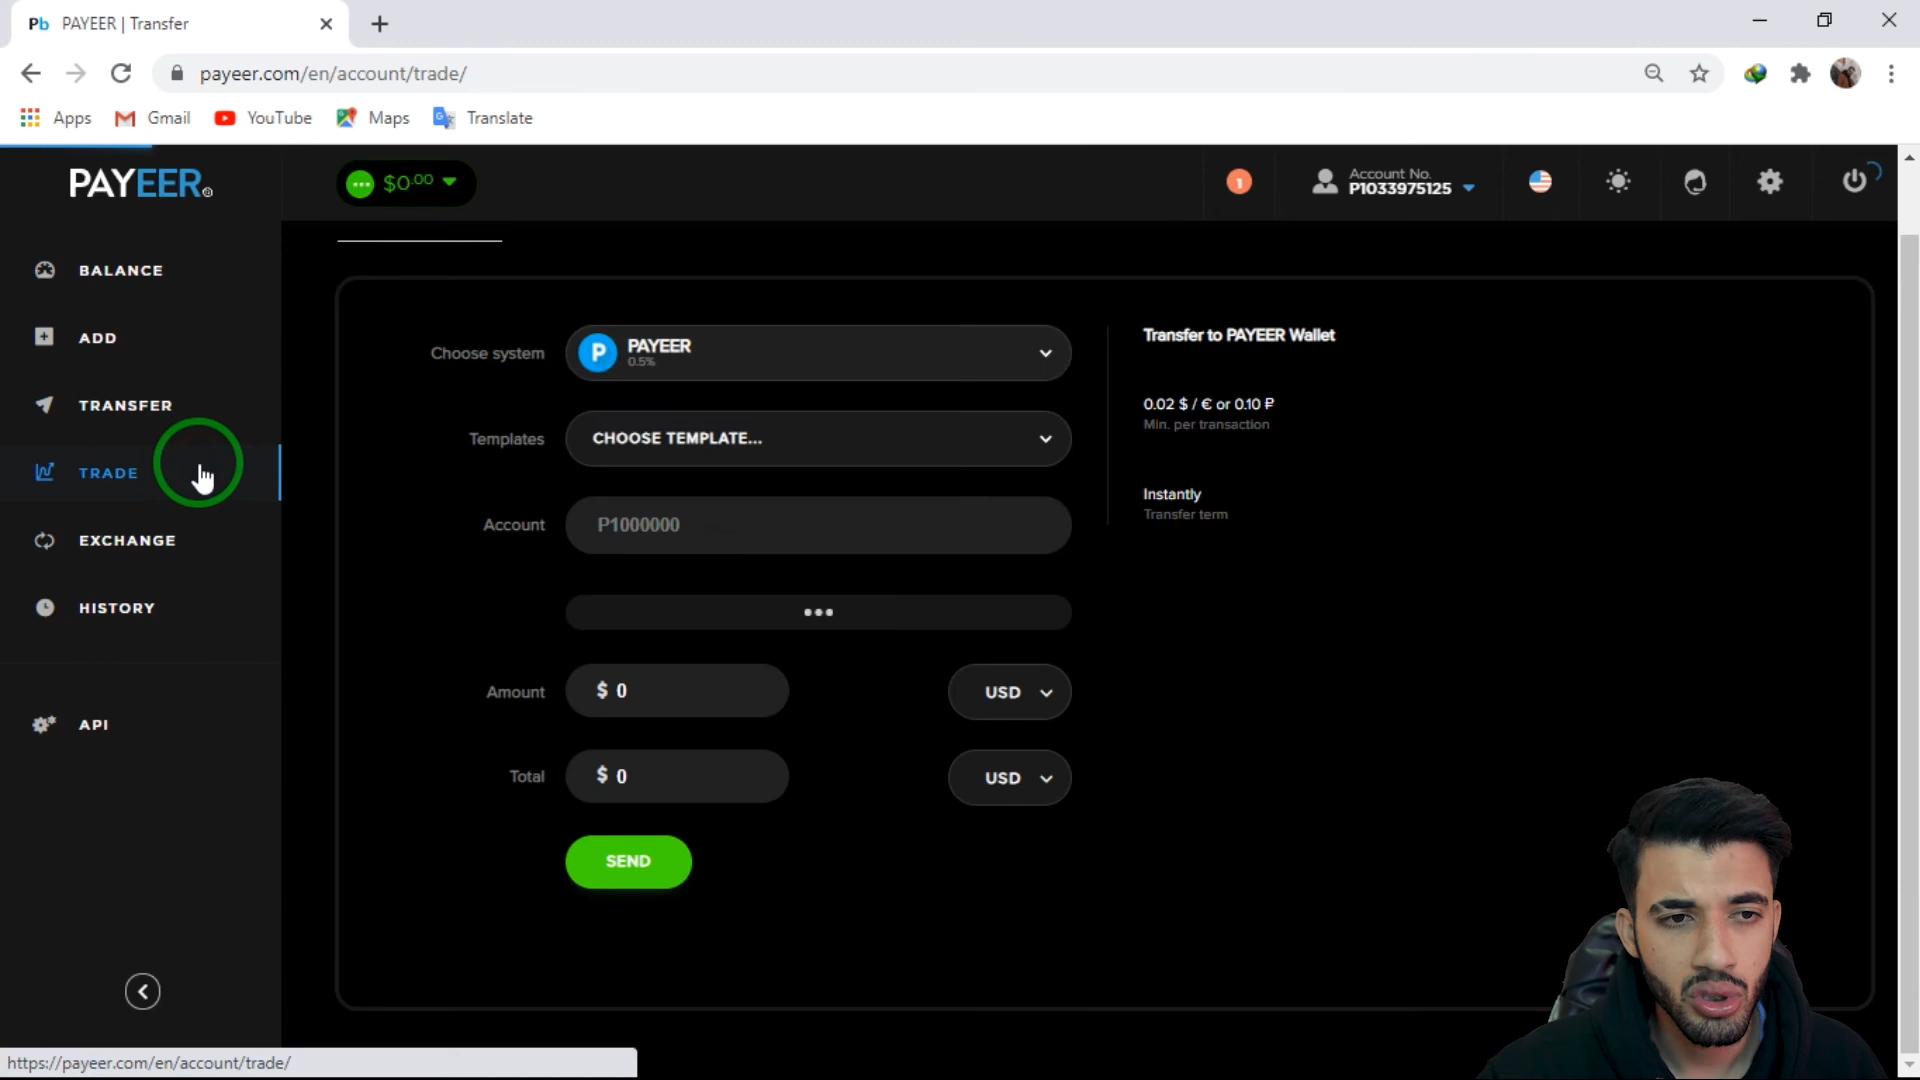 Pb PAYEER | Transfer
payeer.com/en/account/trade/
Apps Gmail YouTube Maps Translate
PAYEER®
$0.00
1
Account No.
P1033975125
BALANCE
ADD
TRANSFER
TRADE
EXCHANGE
HISTORY
API
Choose system
P PAYEER
0.5%
Templates
CHOOSE TEMPLATE...
Account
P1000000
Amount
$ 0
USD
Total
$ 0
USD
SEND
Transfer to PAYEER Wallet
0.02 $ / € or 0.10 ₽
Min. per transaction
Instantly
Transfer term
https://payeer.com/en/account/trade/